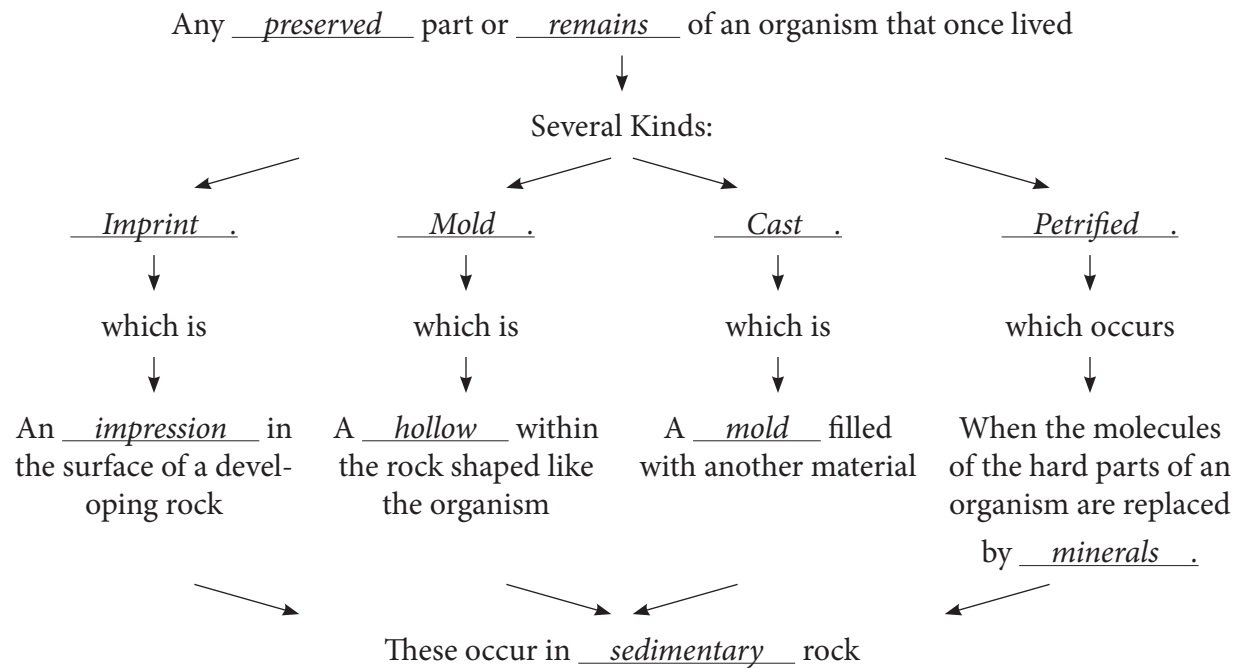 Any preserved part or remains of an organism that once lived
Several Kinds:
Imprint .
Mold .
Cast .
Petrified .
which is
which is
which is
which occurs
An impression in
the surface of a devel-
oping rock
A hollow within
the rock shaped like
the organism
A mold filled
with another material
When the molecules
of the hard parts of an
organism are replaced
by minerals .
These occur in sedimentary rock